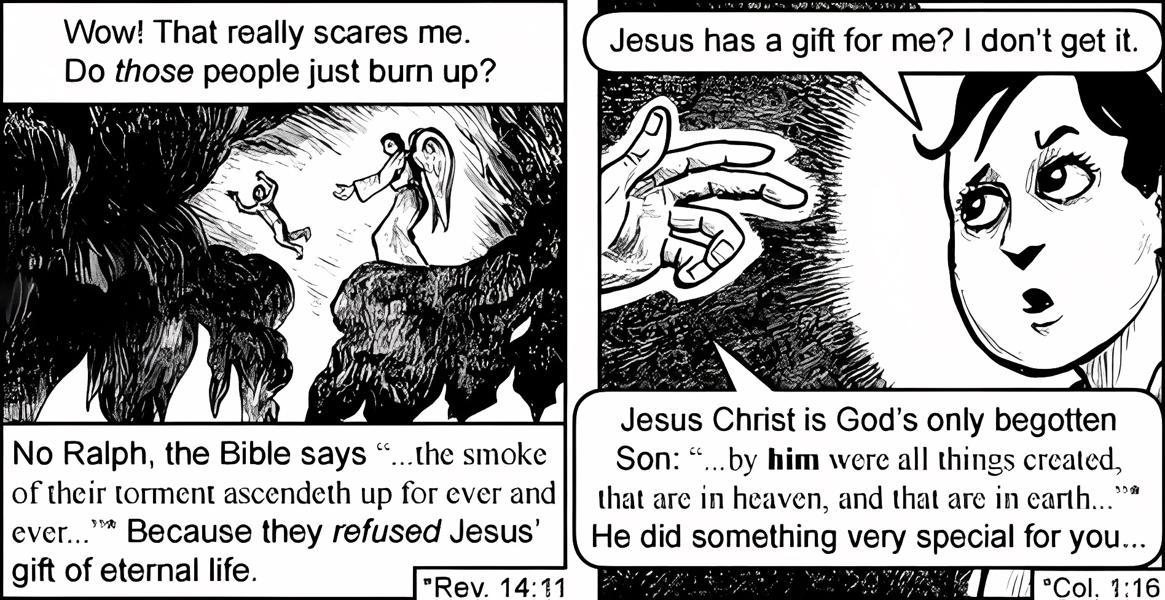 Wow! That really scares me.
Do those people just burn up?
No Ralph, the Bible says “...the smoke
of their torment ascendeth up for ever and
ever...”* Because they refused Jesus’
gift of eternal life.
*Rev. 14:11
Jesus has a gift for me? I don’t get it.
Jesus Christ is God’s only begotten
Son: “...by him were all things created,
that are in heaven, and that are in earth...”*
He did something very special for you...
*Col. 1:16